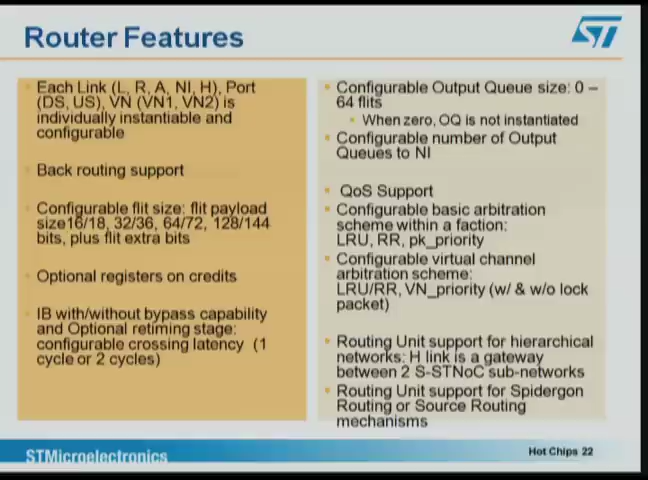 Router Features
ST
Each Link (L, R, A, NI, H), Port
(DS, US), VN (VN1, VN2) is
individually instantiable and
configurable
Back routing support
Configurable flit size: flit payload
size16/18, 32/36, 64/72, 128/144
bits, plus flit extra bits
Optional registers on credits
IB with/without bypass capability
and Optional retiming stage:
configurable crossing latency (1
cycle or 2 cycles)
Configurable Output Queue size: 0 –
64 flits
When zero, OQ is not instantiated
Configurable number of Output
Queues to NI
QoS Support
Configurable basic arbitration
scheme within a faction:
LRU, RR, pk_priority
Configurable virtual channel
arbitration scheme:
LRU/RR, VN_priority (w/ & w/o lock
packet)
Routing Unit support for hierarchical
networks: H link is a gateway
between 2 S-STNoC sub-networks
Routing Unit support for Spidergon
Routing or Source Routing
mechanisms
STMicroelectronics
Hot Chips 22